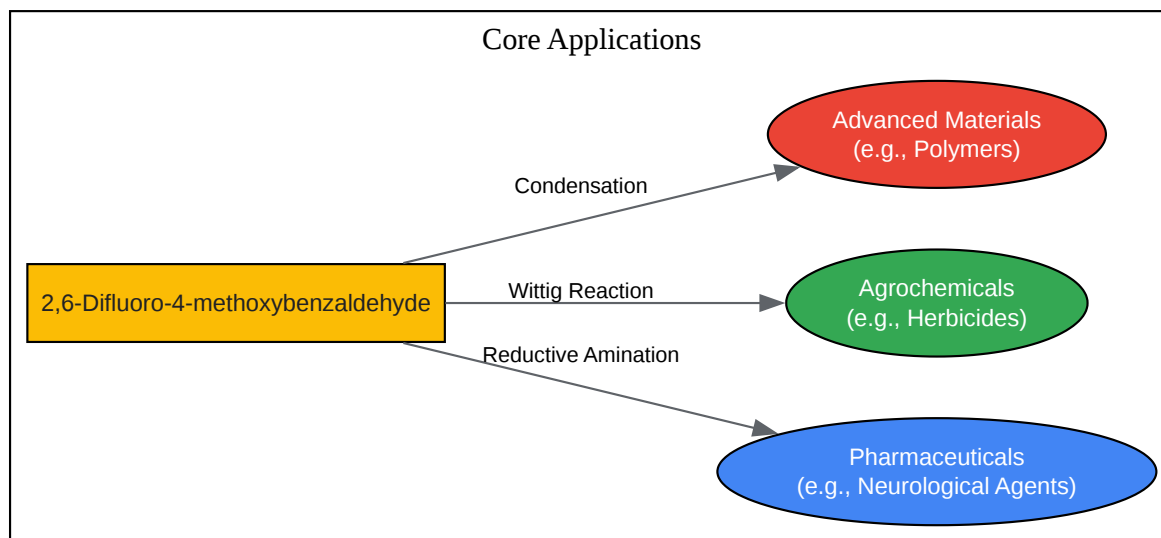 Core Applications
Advanced Materials
(e.g., Polymers)
Condensation
2,6-Difluoro-4-methoxybenzaldehyde
Wittig Reaction
Agrochemicals
(e.g., Herbicides)
Reductive Amination
Pharmaceuticals
(e.g., Neurological Agents)